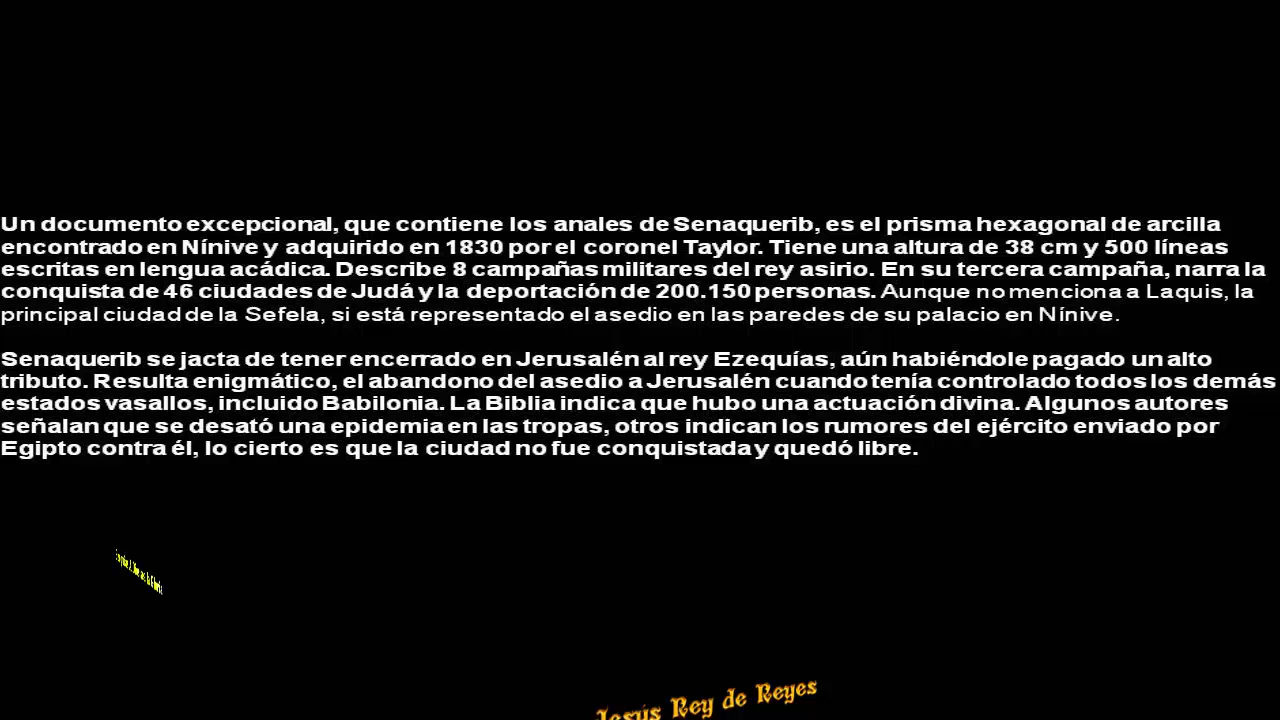 Un documento excepcional, que contiene los anales de Senaquerib, es el prisma hexagonal de arcilla
encontrado en Nínive y adquirido en 1830 por el coronel Taylor. Tiene una altura de 38 cm y 500 líneas
escritas en lengua acádica. Describe 8 campañas militares del rey asirio. En su tercera campaña, narra la
conquista de 46 ciudades de Judá y la deportación de 200.150 personas. Aunque no menciona a Laquis, la
principal ciudad de la Sefela, si está representado el asedio en las paredes de su palacio en Nínive.
Senaquerib se jacta de tener encerrado en Jerusalén al rey Ezequías, aún habiéndole pagado un alto
tributo. Resulta enigmático, el abandono del asedio a Jerusalén cuando tenía controlado todos los demás
estados vasallos, incluido Babilonia. La Biblia indica que hubo una actuación divina. Algunos autores
señalan que se desató una epidemia en las tropas, otros indican los rumores del ejército enviado por
Egipto contra él, lo cierto es que la ciudad no fue conquistada y quedó libre.
Jesús Rey de Reyes